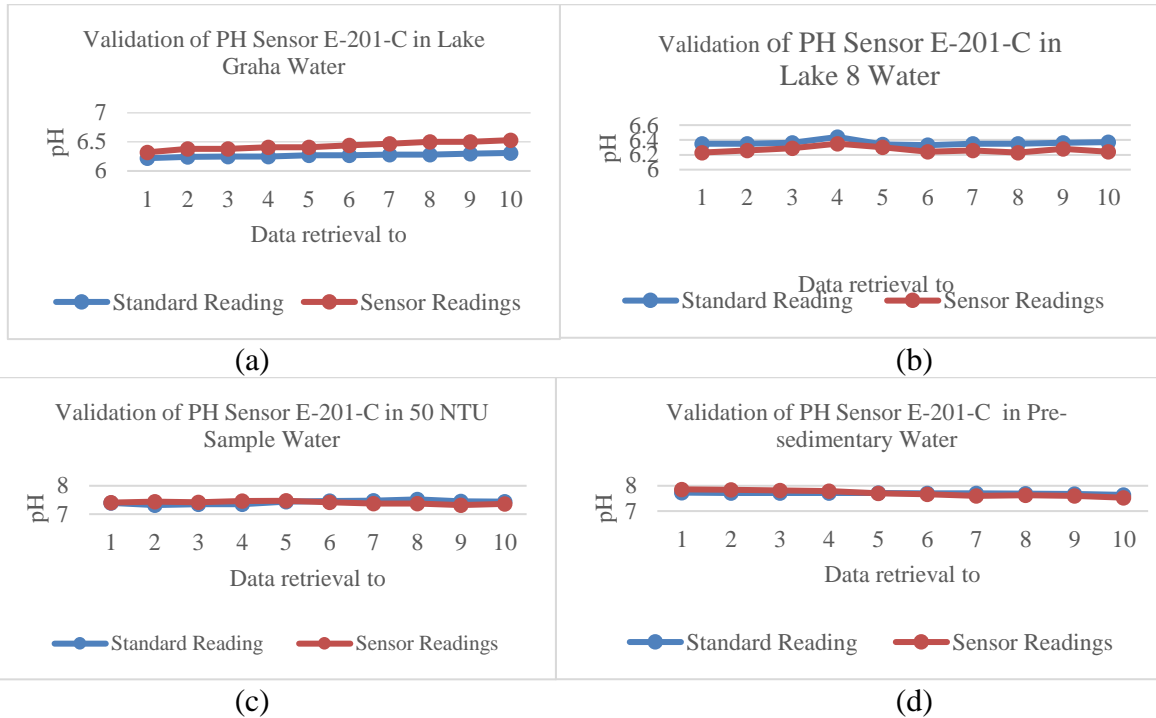 Validation of PH Sensor E-201-C in Lake
Graha Water
7
6.5
6
pH
1 2 3 4 5 6 7 8 9 10
Data retrieval to
Standard Reading Sensor Readings
(a)
Validation of PH Sensor E-201-C in
Lake 8 Water
6.6
6.4
6.2
6
pH
1 2 3 4 5 6 7 8 9 10
Data retrieval to
Standard Reading Sensor Readings
(b)
Validation of PH Sensor E-201-C in 50 NTU
Sample Water
8
7
pH
1 2 3 4 5 6 7 8 9 10
Data retrieval to
Standard Reading Sensor Readings
(c)
Validation of PH Sensor E-201-C in Pre-
sedimentary Water
8
7
pH
1 2 3 4 5 6 7 8 9 10
Data retrieval to
Standard Reading Sensor Readings
(d)